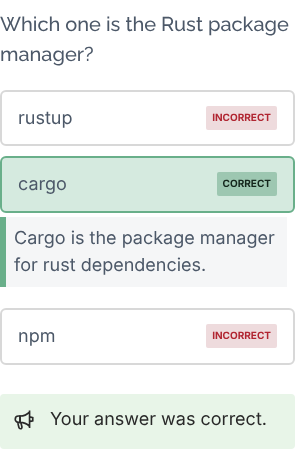 Which one is the Rust package
manager?
rustup INCORRECT
cargo CORRECT
Cargo is the package manager
for rust dependencies.
npm INCORRECT
Your answer was correct.